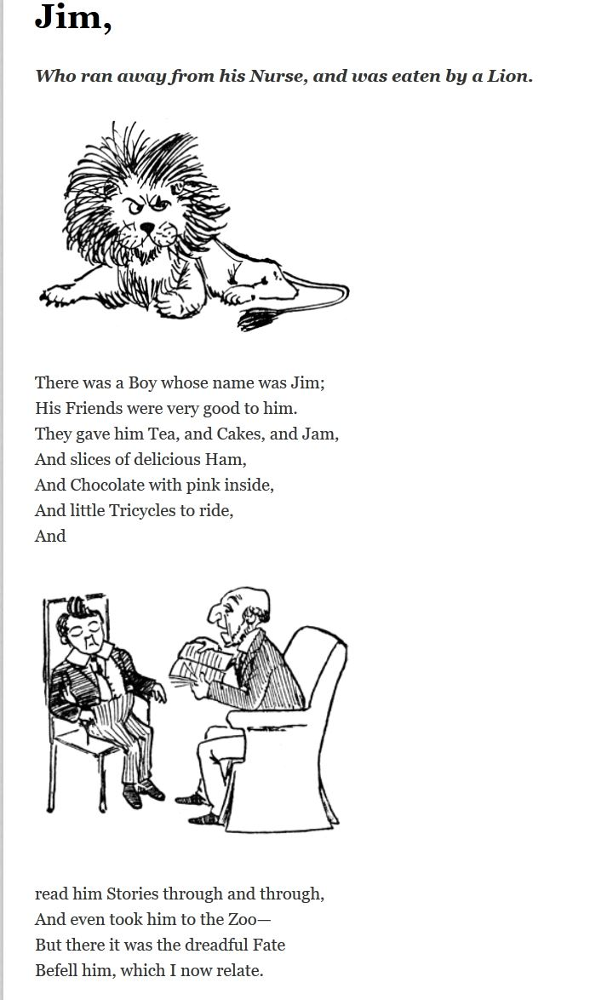 Jim,
Who ran away from his Nurse, and was eaten by a Lion.
There was a Boy whose name was Jim;
His Friends were very good to him.
They gave him Tea, and Cakes, and Jam,
And slices of delicious Ham,
And Chocolate with pink inside,
And little Tricycles to ride,
And
read him Stories through and through,
And even took him to the Zoo—
But there it was the dreadful Fate
Befell him, which I now relate.